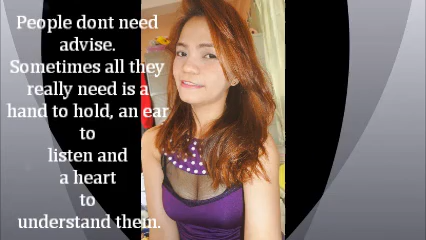 People dont need
advise.
Sometimes all they
really need is a
hand to hold, an ear
to
listen and
a heart
to
understand them.